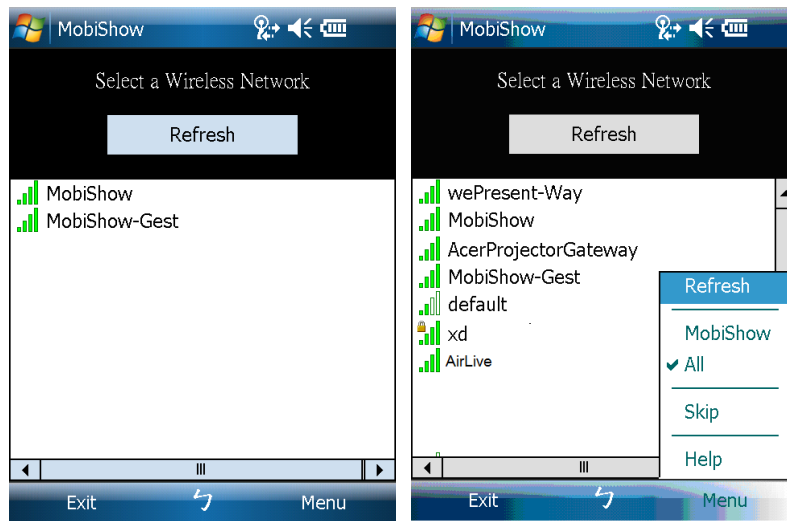 MobiShow
Select a Wireless Network
Refresh
MobiShow
MobiShow-Gest
Exit
ㄅ
Menu
MobiShow
Select a Wireless Network
Refresh
wePresent-Way
MobiShow
AcerProjectorGateway
MobiShow-Gest
default
xd
AirLive
Refresh
MobiShow
All
Skip
Help
Exit
ㄅ
Menu